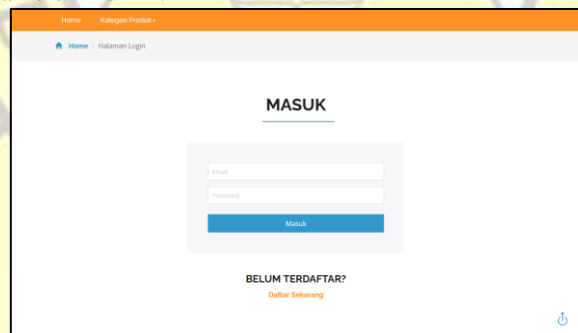 Home Kategori Produk
Home / Halaman Login
MASUK
Email
Password
Masuk
BELUM TERDAFTAR?
Daftar Sekarang